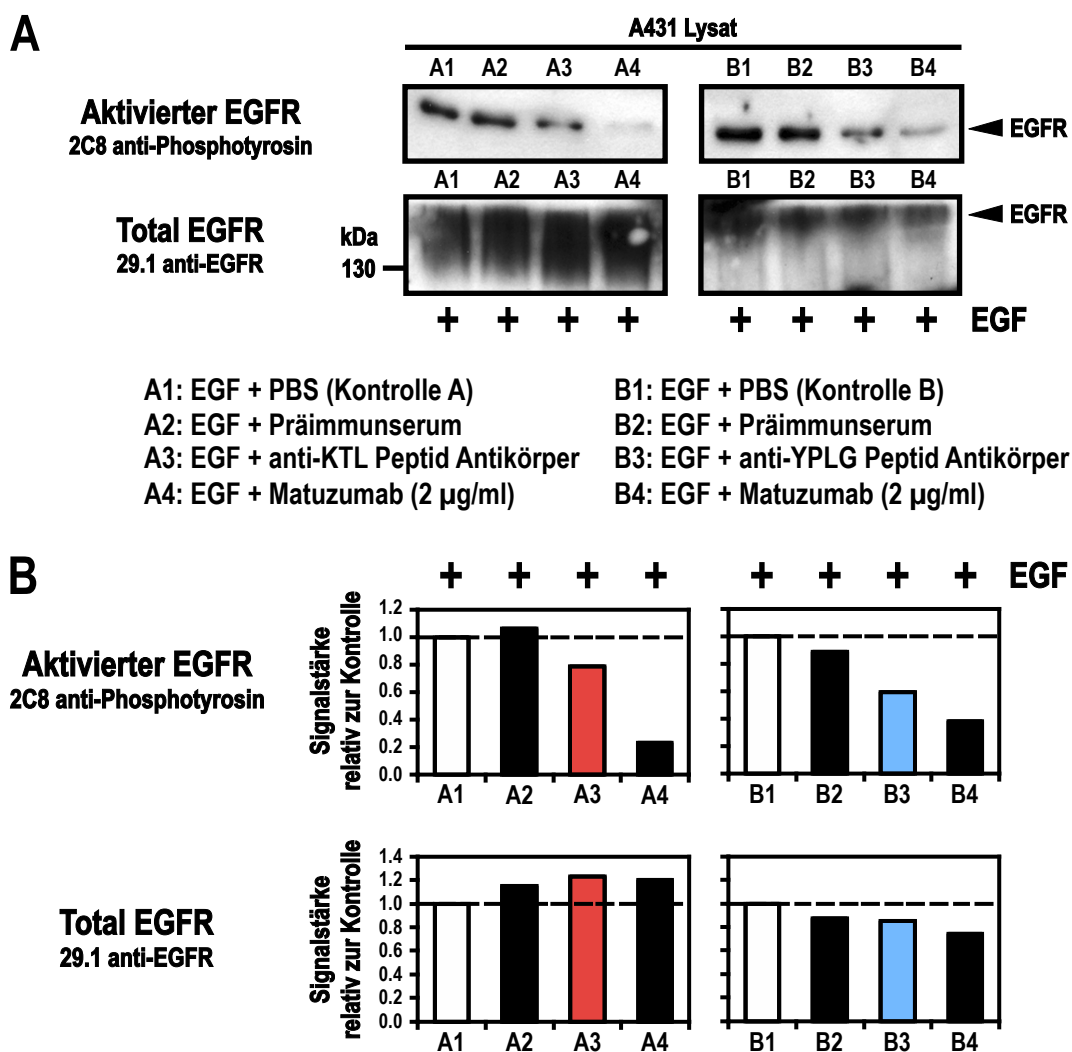 A
A431 Lysat
A1 A2 A3 A4 B1 B2 B3 B4
Aktivierter EGFR
2C8 anti-Phosphotyrosin
EGFR
A1 A2 A3 A4 B1 B2 B3 B4
Total EGFR
29.1 anti-EGFR
kDa
130
EGFR
+ + + + + + + + EGF
A1: EGF + PBS (Kontrolle A)
A2: EGF + Präimmunserum
A3: EGF + anti-KTL Peptid Antikörper
A4: EGF + Matuzumab (2 µg/ml)
B1: EGF + PBS (Kontrolle B)
B2: EGF + Präimmunserum
B3: EGF + anti-YPLG Peptid Antikörper
B4: EGF + Matuzumab (2 µg/ml)
B
+ + + + + + + + EGF
Aktivierter EGFR
2C8 anti-Phosphotyrosin
Signalstärke
relativ zur Kontrolle
1.2
1.0
0.8
0.6
0.4
0.2
0.0
A1 A2 A3 A4 B1 B2 B3 B4
Total EGFR
29.1 anti-EGFR
Signalstärke
relativ zur Kontrolle
1.4
1.2
1.0
0.8
0.6
0.4
0.2
0.0
A1 A2 A3 A4 B1 B2 B3 B4